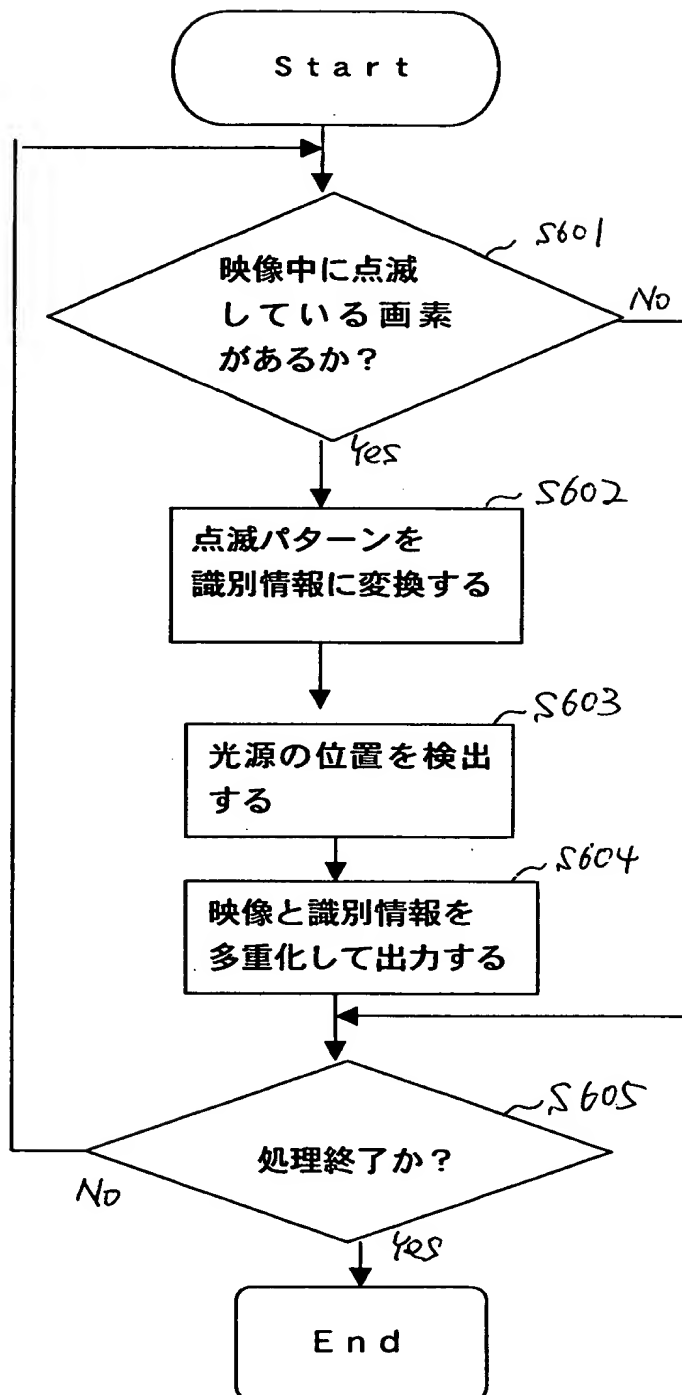 Start
S601
映像中に点滅
している画素
があるか？
No
Yes
S602
点滅パターンを
識別情報に変換する
S603
光源の位置を検出
する
S604
映像と識別情報を
多重化して出力する
S605
処理終了か？
No
Yes
End